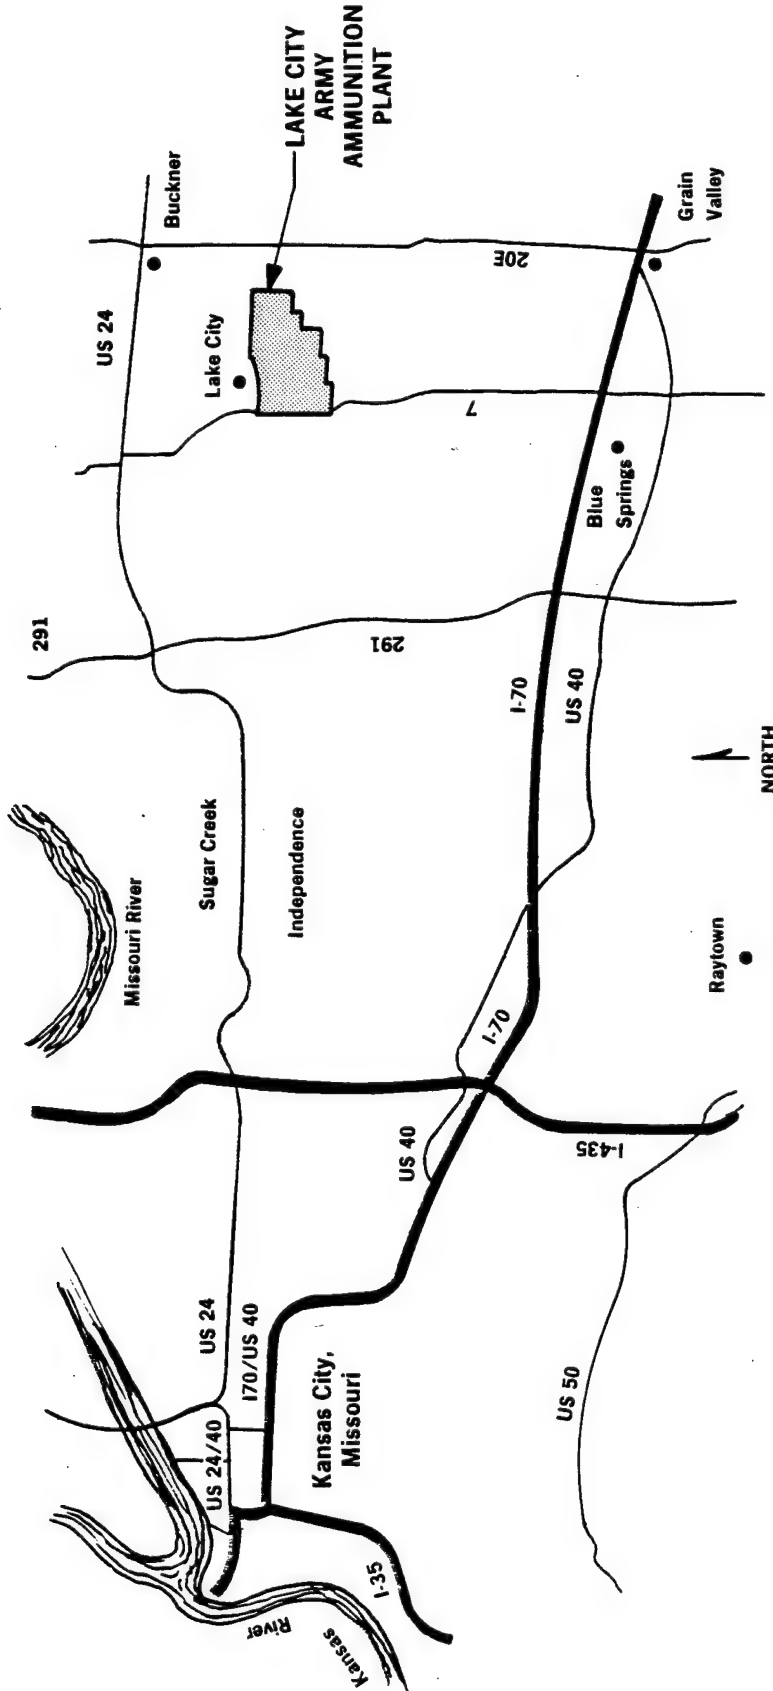 291
US 24
Buckner
LAKE CITY
ARMY
AMMUNITION
PLANT
Lake City
Missouri River
Sugar Creek
Independence
US 24
US 24/40
I70/US 40
Kansas City,
Missouri
Kansas
River
I-35
US 40
I-70
I-435
US 50
Raytown
291
I-70
US 40
Blue
Springs
7
20E
Grain
Valley
NORTH